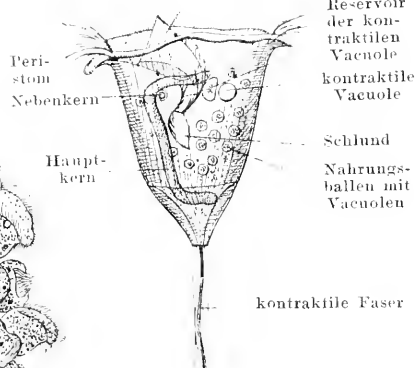 Reservoir
der kon-
traktilen
Vacuole
Peri-
stom
kontraktile
Vacuole
Nebenkern
Schlund
Haupt-
kern
Nahrungs-
ballen mit
Vacuolen
kontraktile Faser